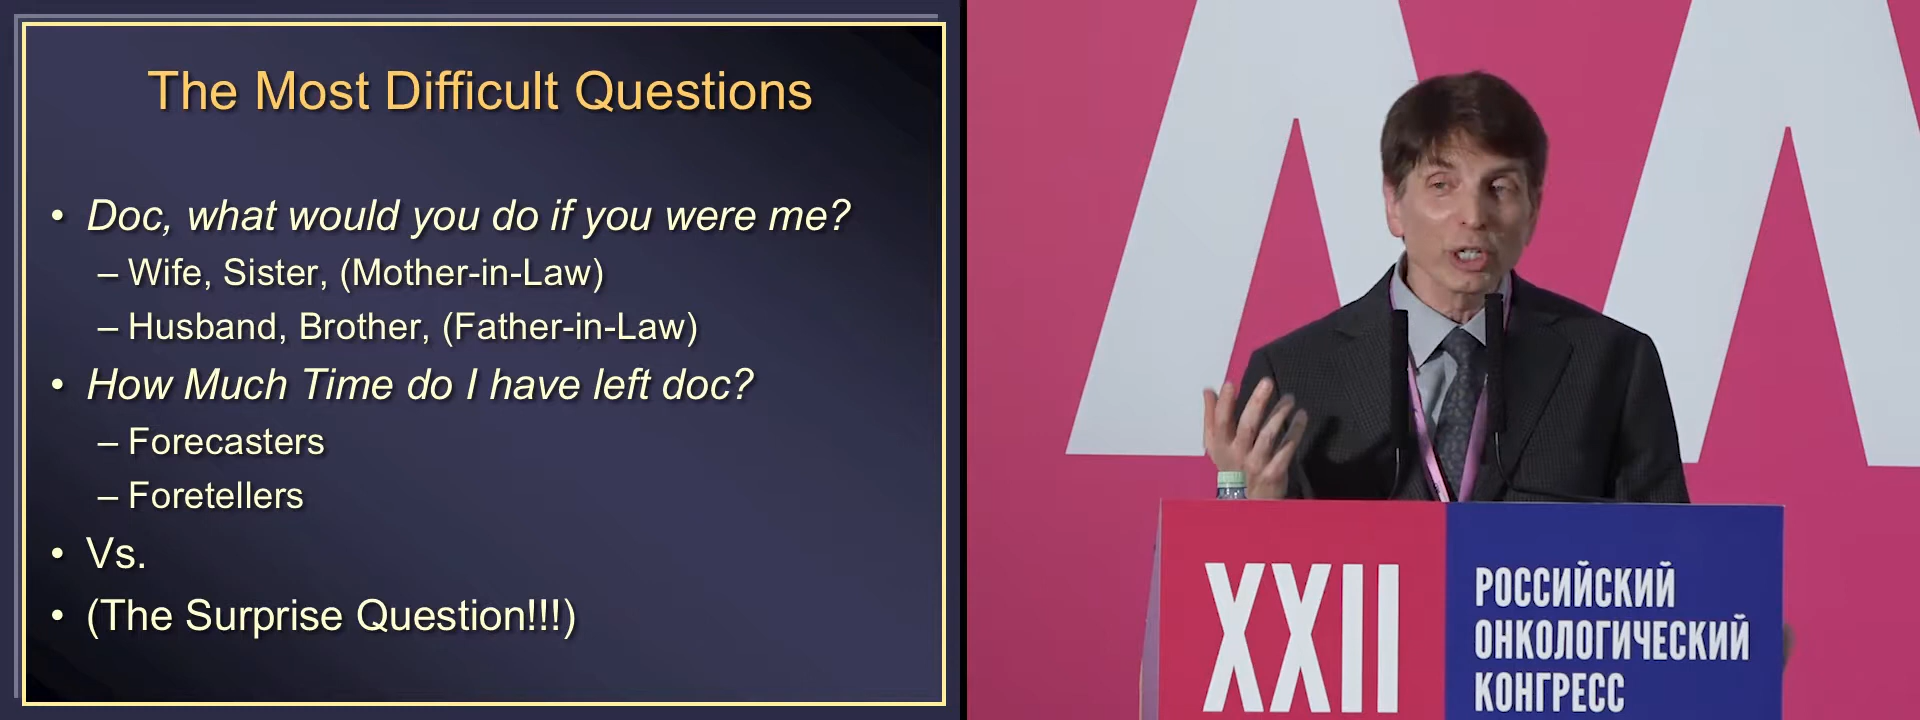 The Most Difficult Questions
• Doc, what would you do if you were me?
– Wife, Sister, (Mother-in-Law)
– Husband, Brother, (Father-in-Law)
• How Much Time do I have left doc?
– Forecasters
– Foretellers
• Vs.
• (The Surprise Question!!!)
XXII
РОССИЙСКИЙ
ОНКОЛОГИЧЕСКИЙ
КОНГРЕСС